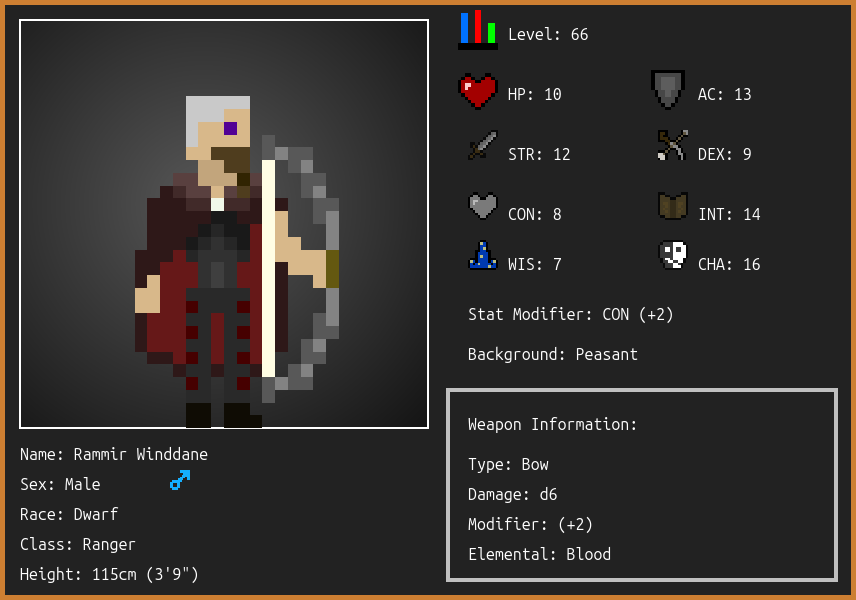 Level: 66
HP: 10
AC: 13
STR: 12
DEX: 9
CON: 8
INT: 14
WIS: 7
CHA: 16
Stat Modifier: CON (+2)
Background: Peasant
Weapon Information:
Type: Bow
Damage: d6
Modifier: (+2)
Elemental: Blood
Name: Rammir Winddane
Sex: Male
Race: Dwarf
Class: Ranger
Height: 115cm (3'9")